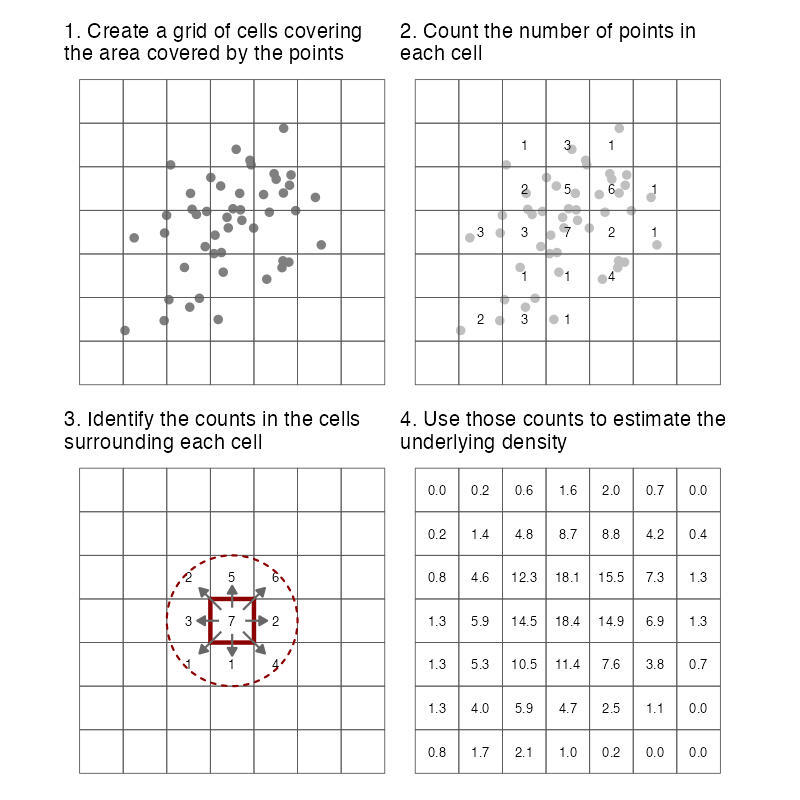 1. Create a grid of cells covering
the area covered by the points
2. Count the number of points in
each cell
1 3 1
2 5 6 1
3 3 7 2 1
1 1 4
2 3 1
3. Identify the counts in the cells
surrounding each cell
2 5 6
3 7 2
1 1 4
4. Use those counts to estimate the
underlying density
0.0 0.2 0.6 1.6 2.0 0.7 0.0
0.2 1.4 4.8 8.7 8.8 4.2 0.4
0.8 4.6 12.3 18.1 15.5 7.3 1.3
1.3 5.9 14.5 18.4 14.9 6.9 1.3
1.3 5.3 10.5 11.4 7.6 3.8 0.7
1.3 4.0 5.9 4.7 2.5 1.1 0.0
0.8 1.7 2.1 1.0 0.2 0.0 0.0